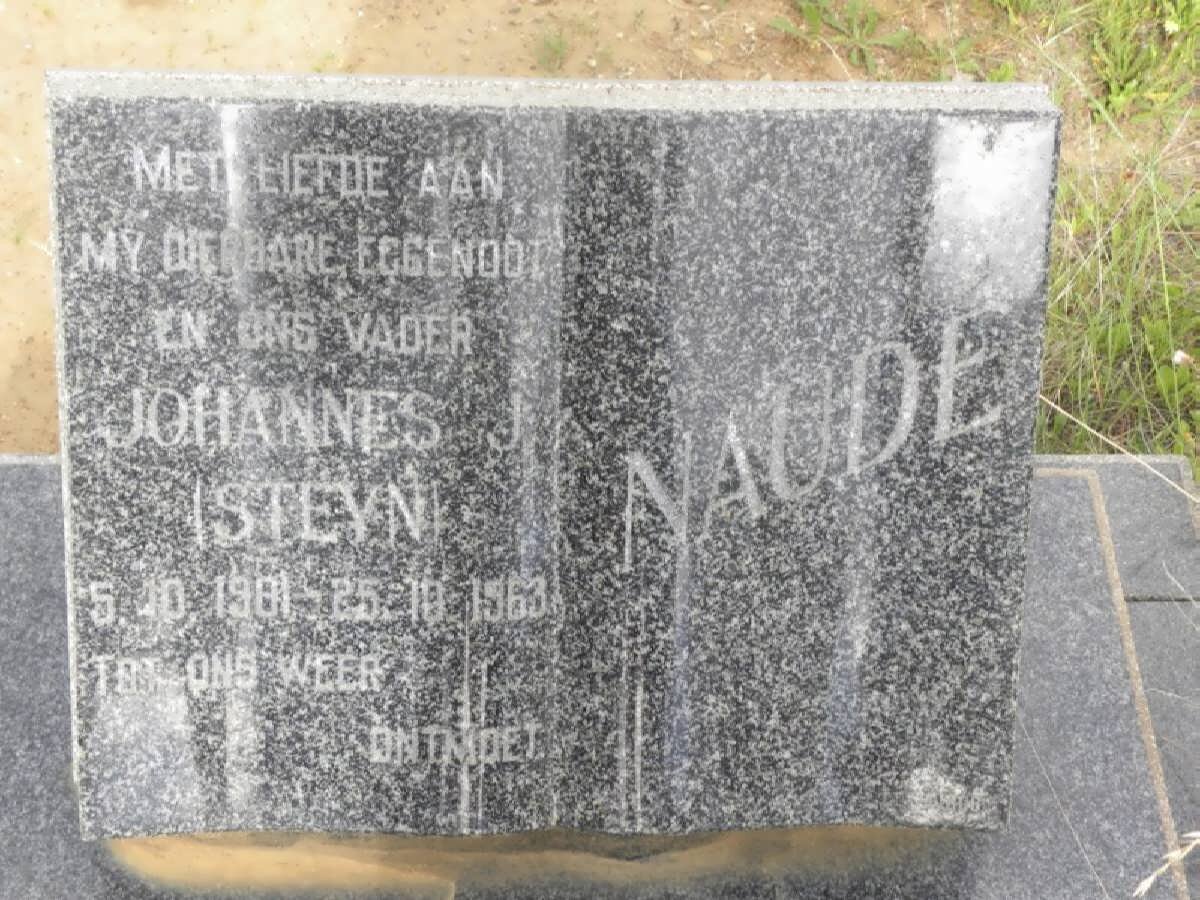 MET LIEFDE AAN
MY DIERBARE EGGENOOT
EN ONS VADER
JOHANNES J.
(STEYN)
5. 10. 1901 - 25. 10. 1963
TOT ONS WEER
ONTMOET
NAUDE